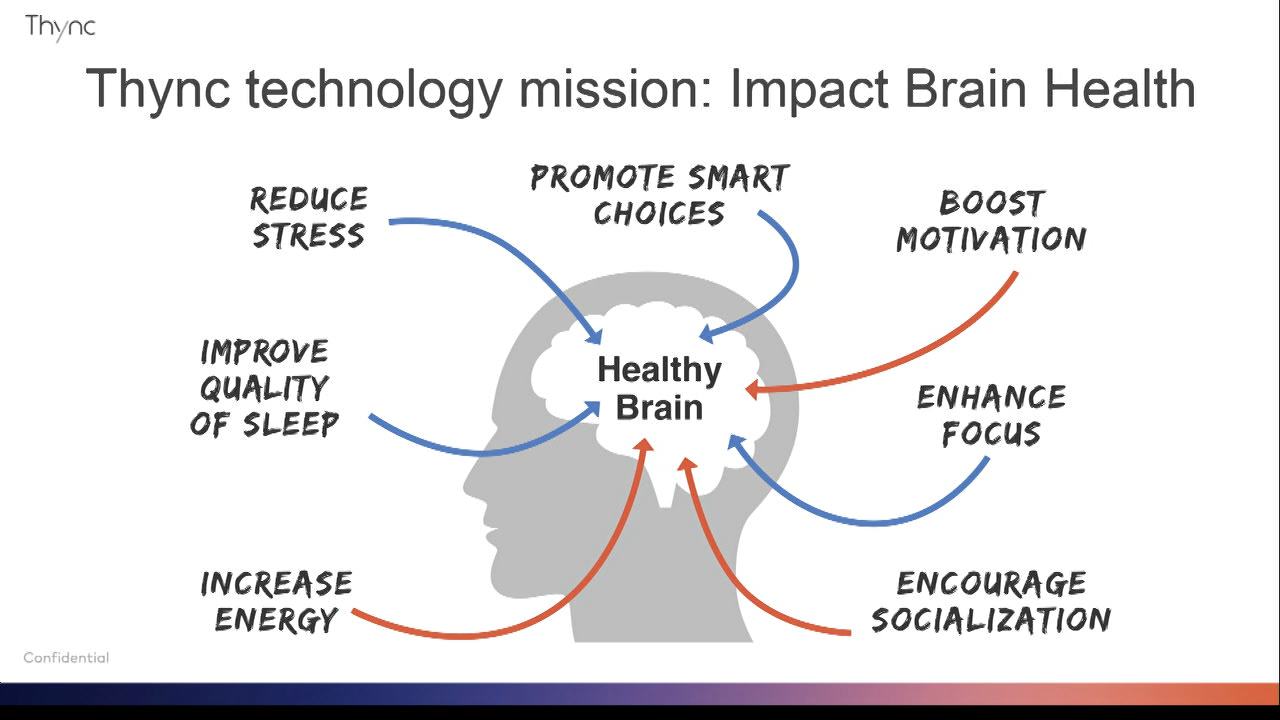 Thync
Thync technology mission: Impact Brain Health
REDUCE
STRESS
PROMOTE SMART
CHOICES
BOOST
MOTIVATION
IMPROVE
QUALITY
OF SLEEP
Healthy
Brain
ENHANCE
FOCUS
INCREASE
ENERGY
ENCOURAGE
SOCIALIZATION
Confidential